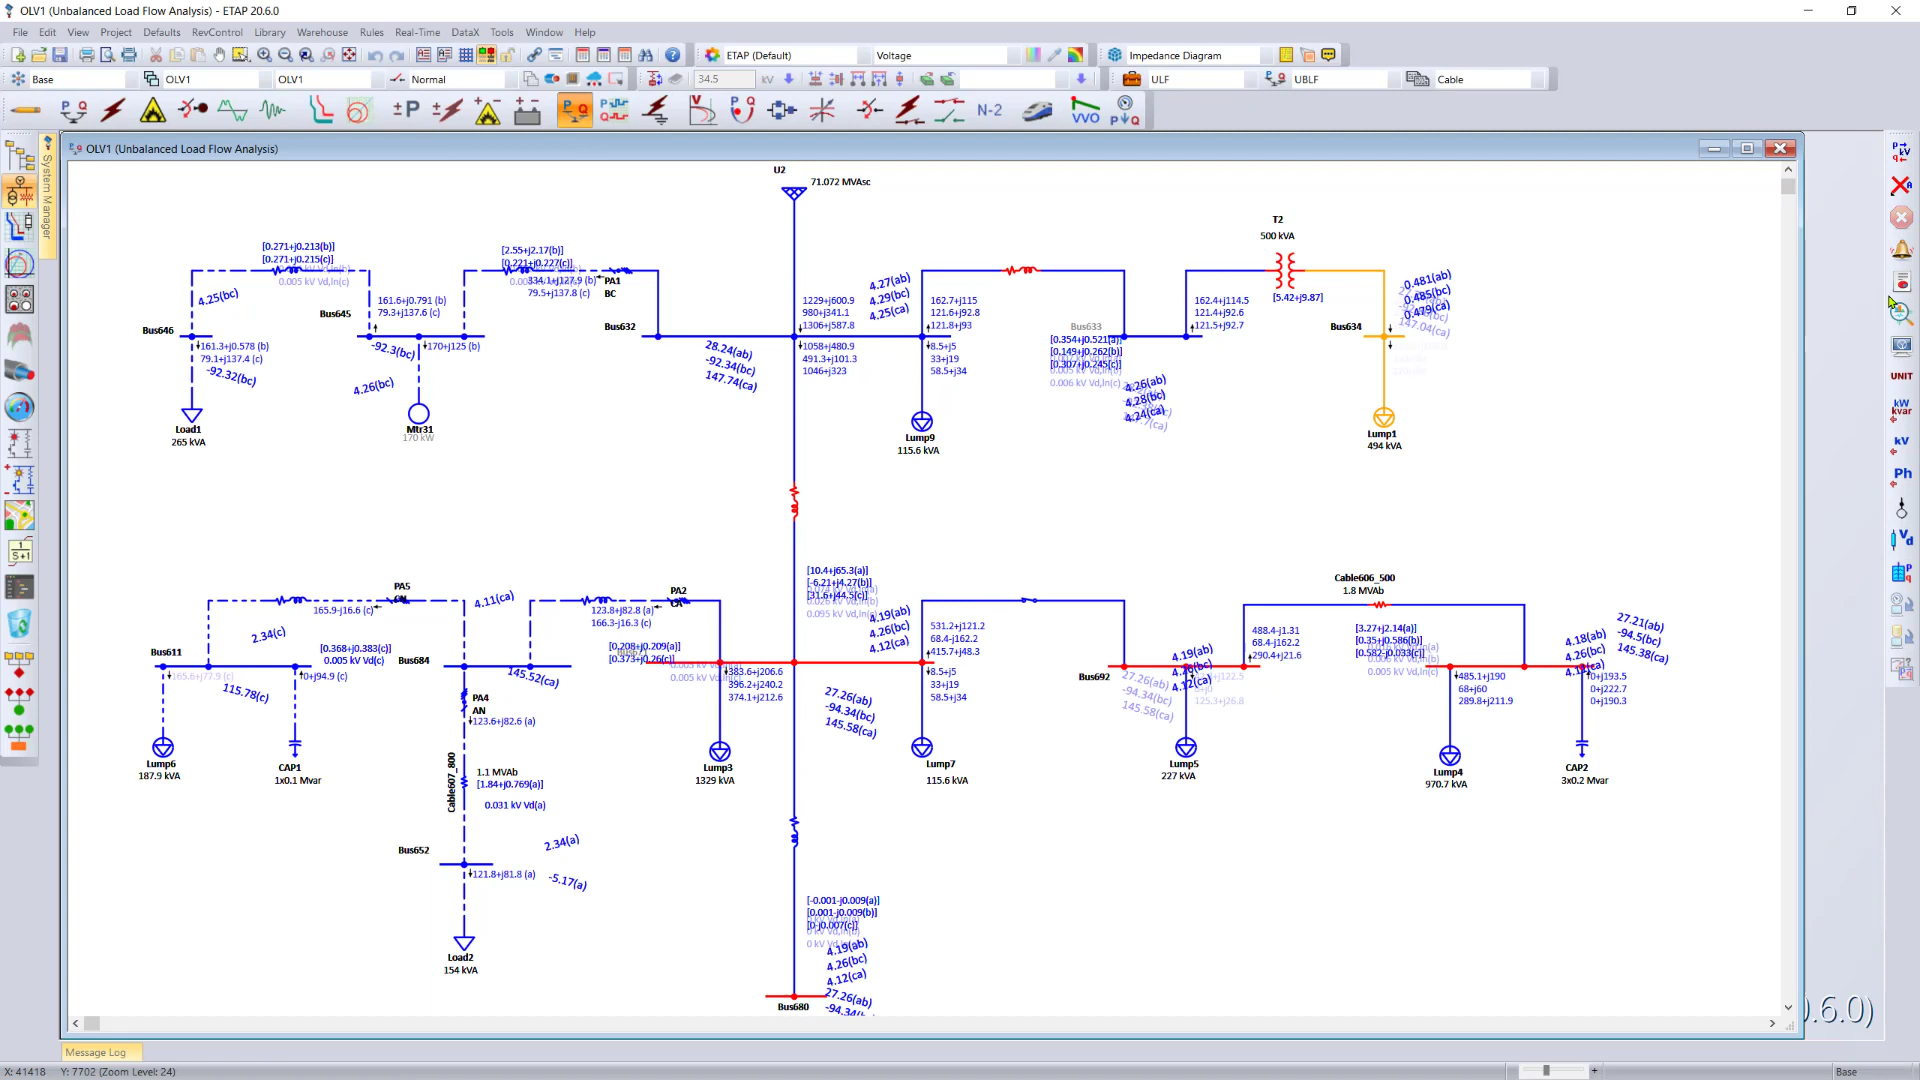 OLV1 (Unbalanced Load Flow Analysis) - ETAP 20.6.0
File Edit View Project Defaults RevControl Library Warehouse Rules Real-Time DataX Tools Window Help
ETAP (Default) Voltage Impedance Diagram
Base OLV1 OLV1 Normal 34.5 kV ULF UBLF Cable
N-2 VVO
System Manager
OLV1 (Unbalanced Load Flow Analysis)
U2
71.072 MVAsc
T2
500 kVA
[5.42+j9.87]
[0.271+j0.213(b)]
[0.271+j0.215(c)]
0.005 kV Vd,ln(c)
4.25(bc)
Bus646
161.3+j0.578 (b)
79.1+j137.4 (c)
-92.32(bc)
Load1
265 kVA
Bus645
161.6+j0.791 (b)
79.3+j137.6 (c)
-92.3(bc)
170+j125 (b)
4.26(bc)
Mtr31
170 kW
[2.55+j2.17(b)]
[0.221+j0.227(c)]
334.1+j127.9 (b)
79.5+j137.8 (c)
PA1
BC
Bus632
28.24(ab)
-92.34(bc)
147.74(ca)
1229+j600.9
980+j341.1
1306+j587.8
1058+j480.9
491.3+j101.3
1046+j323
4.27(ab)
4.29(bc)
4.25(ca)
162.7+j115
121.6+j92.8
121.8+j93
8.5+j5
33+j19
58.5+j34
Lump9
115.6 kVA
Bus633
[0.354+j0.521(a)]
[0.149+j0.262(b)]
[0.307+j0.245(c)]
0.006 kV Vd,ln(c)
4.26(ab)
4.28(bc)
4.24(ca)
162.4+j114.5
121.4+j92.6
121.5+j92.7
Bus634
0.481(ab)
0.485(bc)
0.479(ca)
147.04(ca)
Lump1
494 kVA
PA5
165.9-j16.6 (c)
4.11(ca)
2.34(c)
Bus611
[0.368+j0.383(c)]
0.005 kV Vd(c)
165.6+j77.9 (c)
115.78(c)
0+j94.9 (c)
Lump6
187.9 kVA
CAP1
1x0.1 Mvar
Bus684
145.52(ca)
PA4
AN
123.6+j82.6 (a)
Cable607_800
1.1 MVAb
[1.84+j0.769(a)]
0.031 kV Vd(a)
Bus652
2.34(a)
121.8+j81.8 (a)
-5.17(a)
Load2
154 kVA
PA2
CA
123.8+j82.8 (a)
166.3-j16.3 (c)
[0.208+j0.209(a)]
[0.373+j0.26(c)]
0.005 kV Vd,ln(c)
383.6+j206.6
396.2+j240.2
374.1+j212.6
Lump3
1329 kVA
[10.4+j65.3(a)]
[-6.21+j4.27(b)]
[31.6+j44.5(c)]
0.026 kV Vd,ln(b)
0.095 kV Vd,ln(c)
4.19(ab)
4.26(bc)
4.12(ca)
27.26(ab)
-94.34(bc)
145.58(ca)
531.2+j121.2
68.4-j162.2
415.7+j48.3
8.5+j5
33+j19
58.5+j34
Lump7
115.6 kVA
Bus692
27.26(ab)
-94.34(bc)
145.58(ca)
4.19(ab)
4.26(bc)
4.12(ca)
125.3+j26.8
Lump5
227 kVA
488.4-j1.31
68.4-j162.2
290.4+j21.6
Cable606_500
1.8 MVAb
[3.27+j2.14(a)]
[0.35+j0.586(b)]
[0.582-j0.033(c)]
0.005 kV Vd,ln(c)
485.1+j190
68+j60
289.8+j211.9
Lump4
970.7 kVA
4.18(ab)
4.26(bc)
27.21(ab)
-94.5(bc)
145.38(ca)
0+j193.5
0+j222.7
0+j190.3
CAP2
3x0.2 Mvar
[-0.001-j0.009(a)]
[0.001-j0.009(b)]
[0-j0.007(c)]
0 kV Vd,ln(b)
0 kV Vd,ln(c)
4.19(ab)
4.26(bc)
4.12(ca)
27.26(ab)
Bus680
UNIT
kW
kvar
kV
Ph
Vd
.6.0)
Message Log
X: 41418 Y: 7702 (Zoom Level: 24) Base